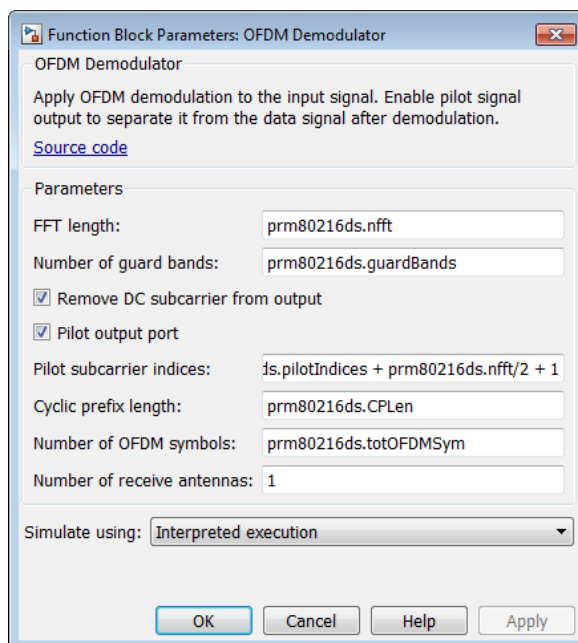 Function Block Parameters: OFDM Demodulator
OFDM Demodulator
Apply OFDM demodulation to the input signal. Enable pilot signal
output to separate it from the data signal after demodulation.
Source code
Parameters
FFT length: prm80216ds.nfft
Number of guard bands: prm80216ds.guardBands
Remove DC subcarrier from output
Pilot output port
Pilot subcarrier indices: ds.pilotIndices + prm80216ds.nfft/2 + 1
Cyclic prefix length: prm80216ds.CPLen
Number of OFDM symbols: prm80216ds.totOFDMSym
Number of receive antennas: 1
Simulate using: Interpreted execution
OK Cancel Help Apply